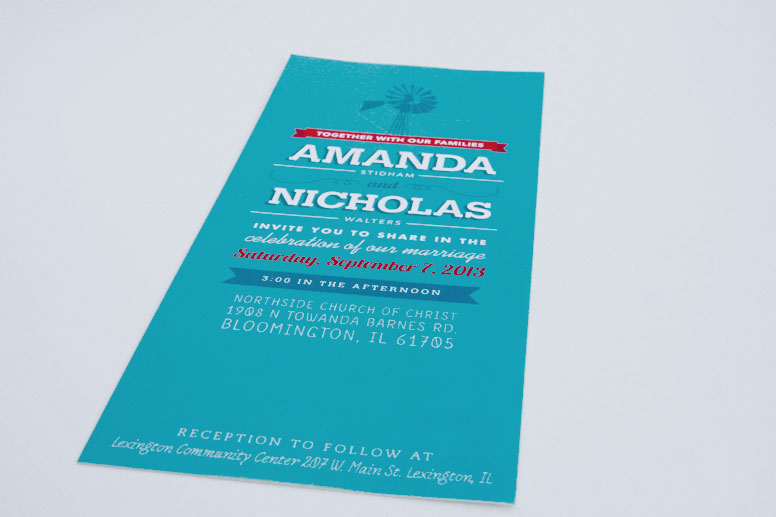 TOGETHER WITH OUR FAMILIES
AMANDA
STIDHAM
and
NICHOLAS
WALTERS
INVITE YOU TO SHARE IN THE
celebration of our marriage
Saturday, September 7, 2013
3:00 IN THE AFTERNOON
NORTHSIDE CHURCH OF CHRIST
1908 N TOWANDA BARNES RD.
BLOOMINGTON, IL 61705
RECEPTION TO FOLLOW AT
Lexington Community Center 207 W. Main St. Lexington, IL